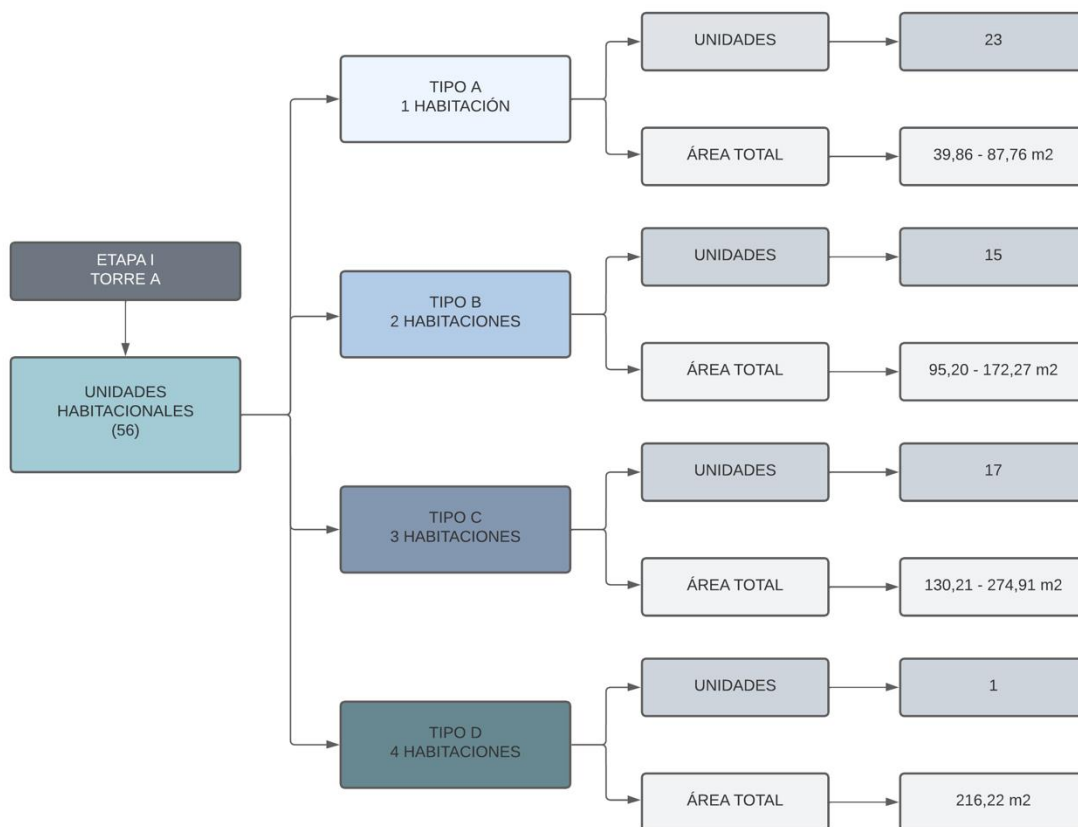 ETAPA I
TORRE A
UNIDADES
HABITACIONALES
(56)
TIPO A
1 HABITACIÓN
UNIDADES
23
ÁREA TOTAL
39,86 - 87,76 m2
TIPO B
2 HABITACIONES
UNIDADES
15
ÁREA TOTAL
95,20 - 172,27 m2
TIPO C
3 HABITACIONES
UNIDADES
17
ÁREA TOTAL
130,21 - 274,91 m2
TIPO D
4 HABITACIONES
UNIDADES
1
ÁREA TOTAL
216,22 m2